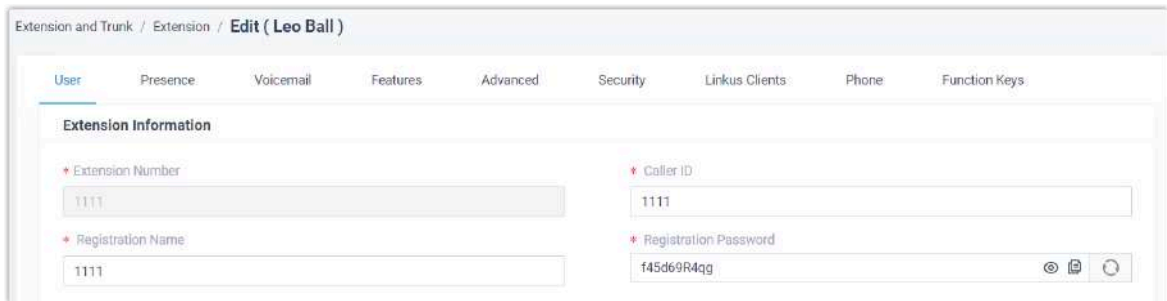 Extension and Trunk / Extension / Edit ( Leo Ball )
User Presence Voicemail Features Advanced Security Linkus Clients Phone Function Keys
Extension Information
* Extension Number * Caller ID
1111 1111
* Registration Name * Registration Password
1111 f45d69R4qg